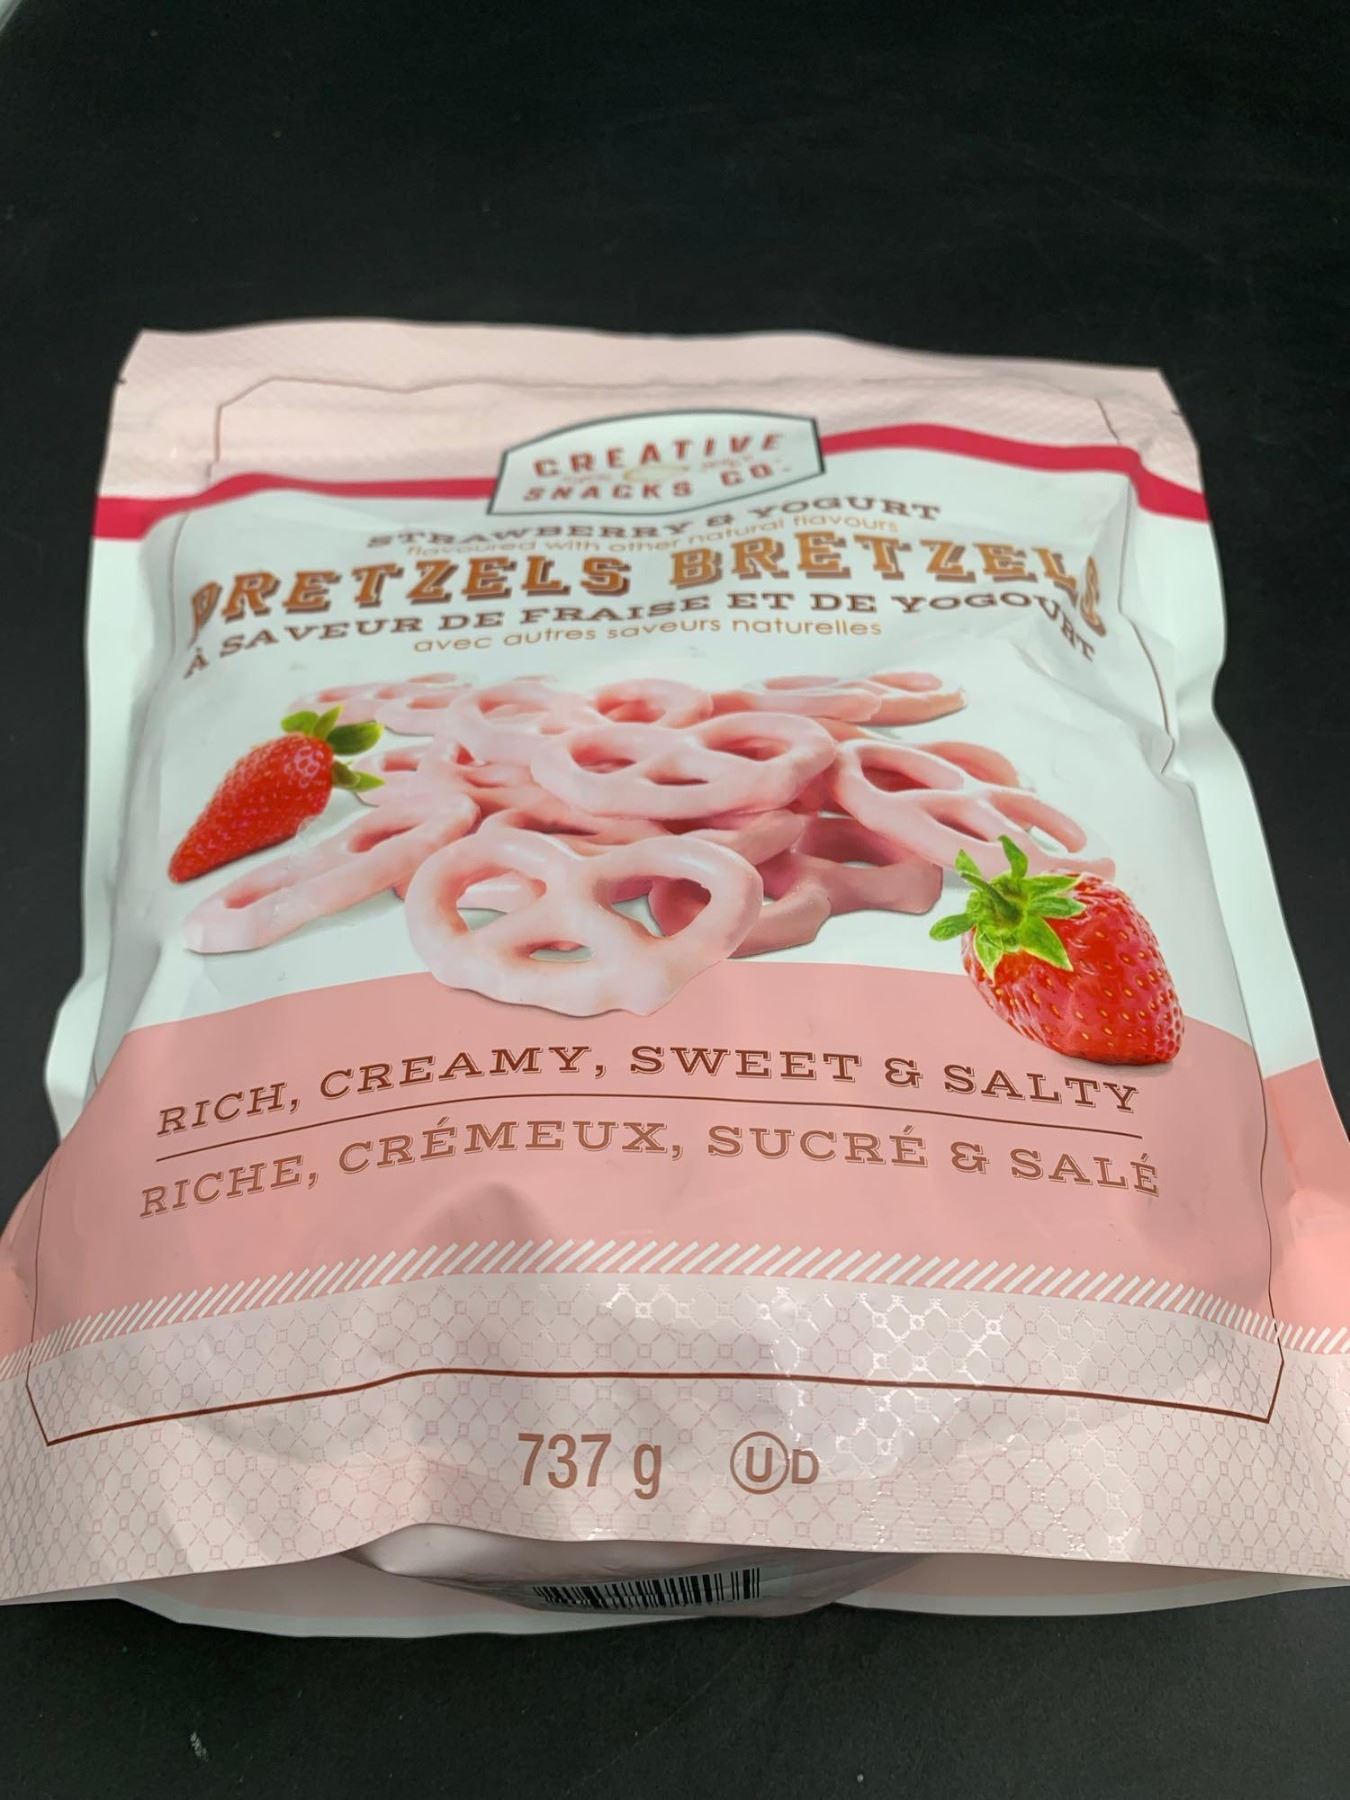 CREATIVE
SNACKS CO.
STRAWBERRY & YOGURT
flavoured with other natural flavours
PRETZELS BRETZELS
À SAVEUR DE FRAISE ET DE YOGOURT
avec autres saveurs naturelles
RICH, CREAMY, SWEET & SALTY
RICHE, CRÉMEUX, SUCRÉ & SALÉ
737 g UD